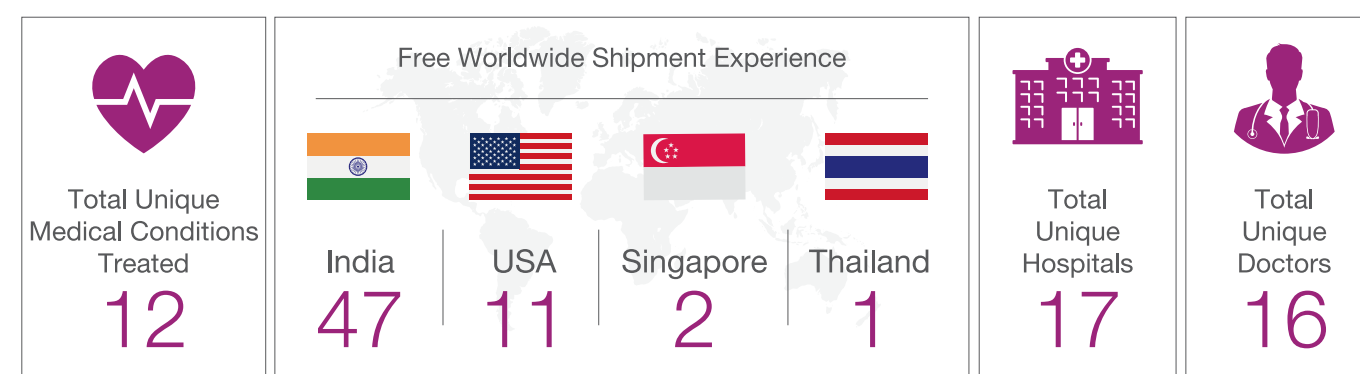 Total Unique
Medical Conditions
Treated
12
Free Worldwide Shipment Experience
India
47
USA
11
Singapore
2
Thailand
1
Total
Unique
Hospitals
17
Total
Unique
Doctors
16